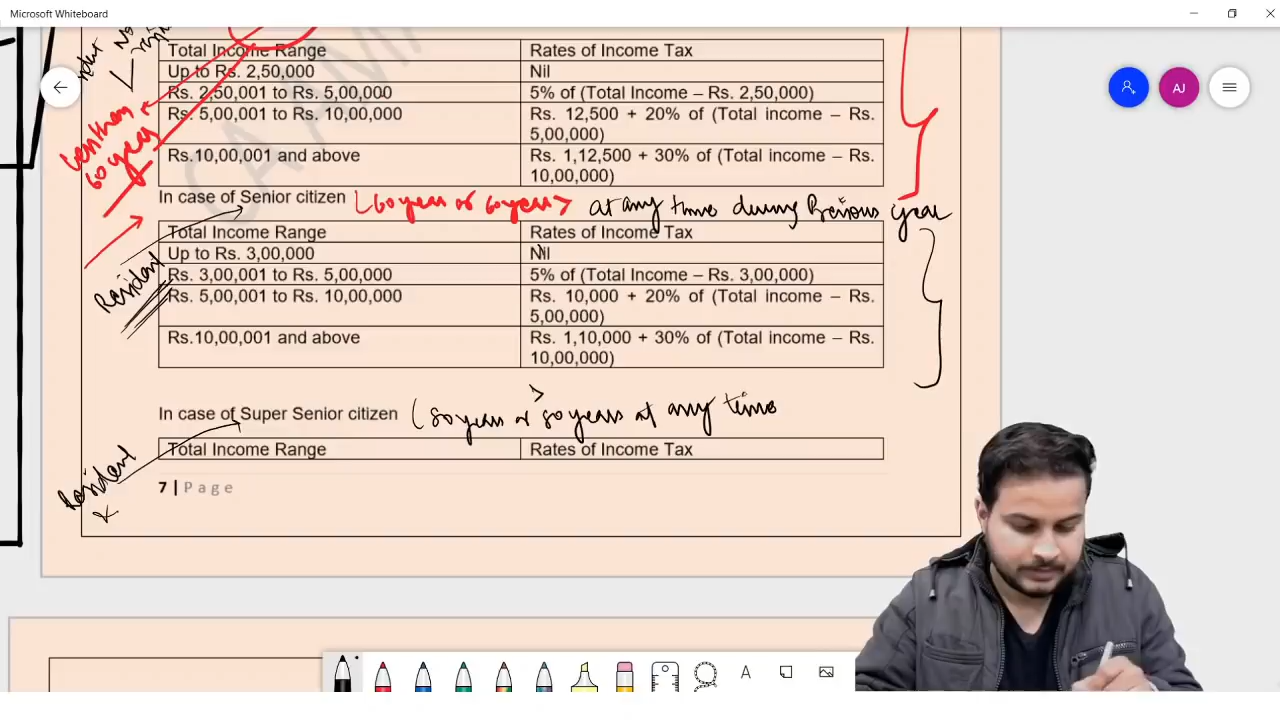 Microsoft Whiteboard
Total Income Range Rates of Income Tax
Up to Rs. 2,50,000 Nil
Rs. 2,50,001 to Rs. 5,00,000 5% of (Total Income – Rs. 2,50,000)
Rs. 5,00,001 to Rs. 10,00,000 Rs. 12,500 + 20% of (Total income – Rs.
5,00,000)
Rs.10,00,001 and above Rs. 1,12,500 + 30% of (Total income – Rs.
10,00,000)
less than
60 years
In case of Senior citizen (60 year or 60 years > at any time during Previous year
Resident
Total Income Range Rates of Income Tax
Up to Rs. 3,00,000 Nil
Rs. 3,00,001 to Rs. 5,00,000 5% of (Total Income – Rs. 3,00,000)
Rs. 5,00,001 to Rs. 10,00,000 Rs. 10,000 + 20% of (Total income – Rs.
5,00,000)
Rs.10,00,001 and above Rs. 1,10,000 + 30% of (Total income – Rs.
10,00,000)
In case of Super Senior citizen (80 years or > 80 years at any time
Resident
Total Income Range Rates of Income Tax
7 | Page
AJ
A